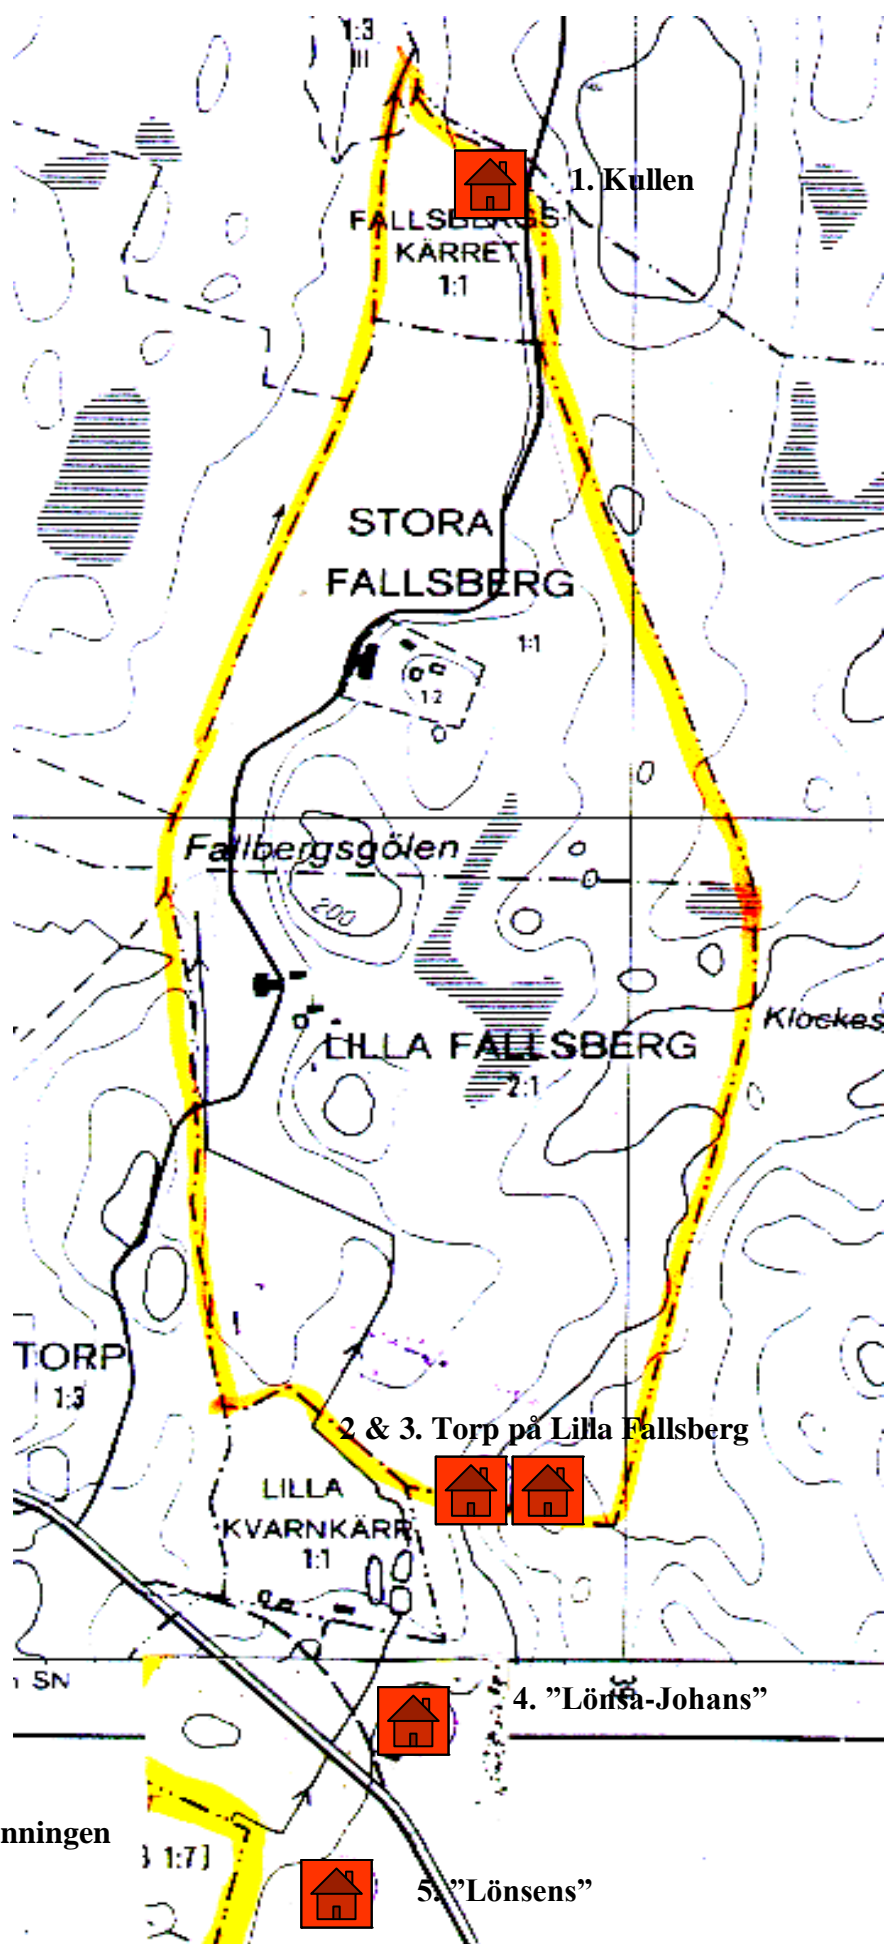 1:3
III
1. Kullen
FALLSBERGS
KÄRRET
1:1
STORA
FALLSBERG
1:1
1:2
Fallbergsgölen
200
Klockes
LILLA FALLSBERG
2:1
TORP
1:3
2 & 3. Torp på Lilla Fallsberg
LILLA
KVARNKÄRR
1:1
SN
4. ”Lönsa-Johans”
nningen
1:7]
5. ”Lönsens”